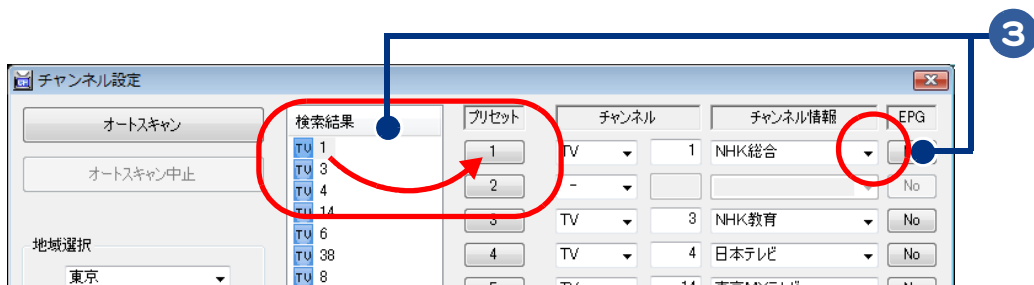 3
チャンネル設定
オートスキャン
オートスキャン中止
地域選択
東京
検索結果
TV 1
TV 3
TV 4
TV 14
TV 6
TV 38
TV 8
プリセット チャンネル チャンネル情報 EPG
1 TV 1 NHK総合
2 - No
3 TV 3 NHK教育 No
4 TV 4 日本テレビ No